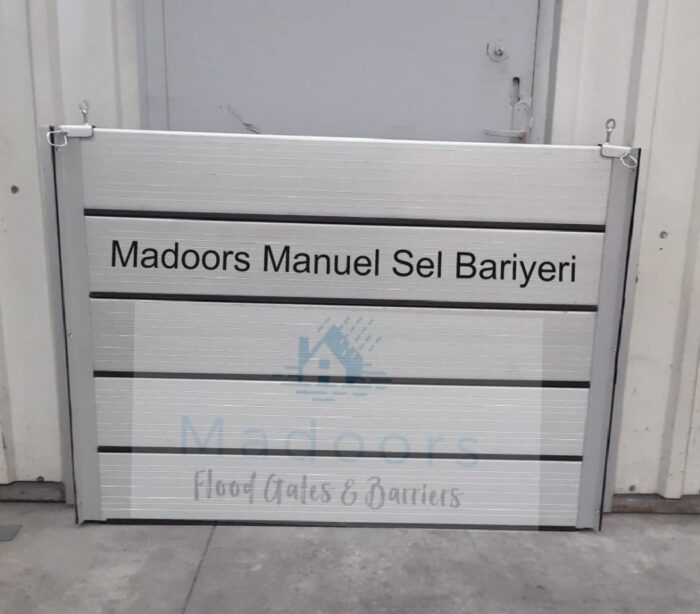 Madoors Manuel Sel Bariyeri
Madoors
Flood Gates & Barriers